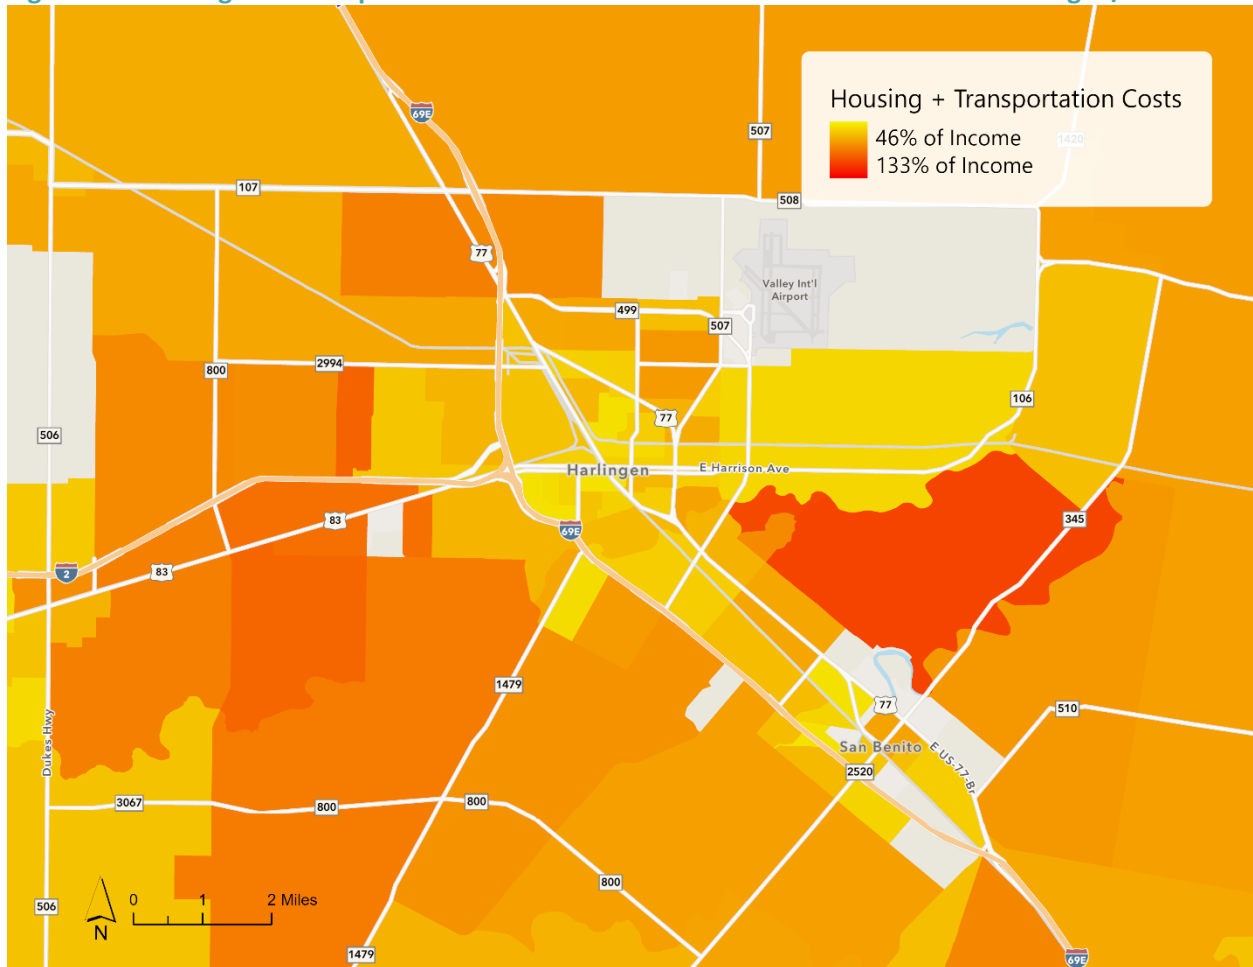 69E
507
Housing + Transportation Costs
46% of Income
133% of Income
1420
107
508
77
Valley Int'l
Airport
499
507
2994
800
77
106
506
Harlingen
E Harrison Ave
83
345
69E
2
83
1479
77
510
Dukes Hwy
San Benito
E US-77-Br
2520
3067
800
800
800
506
0 1 2 Miles
N
1479
69E